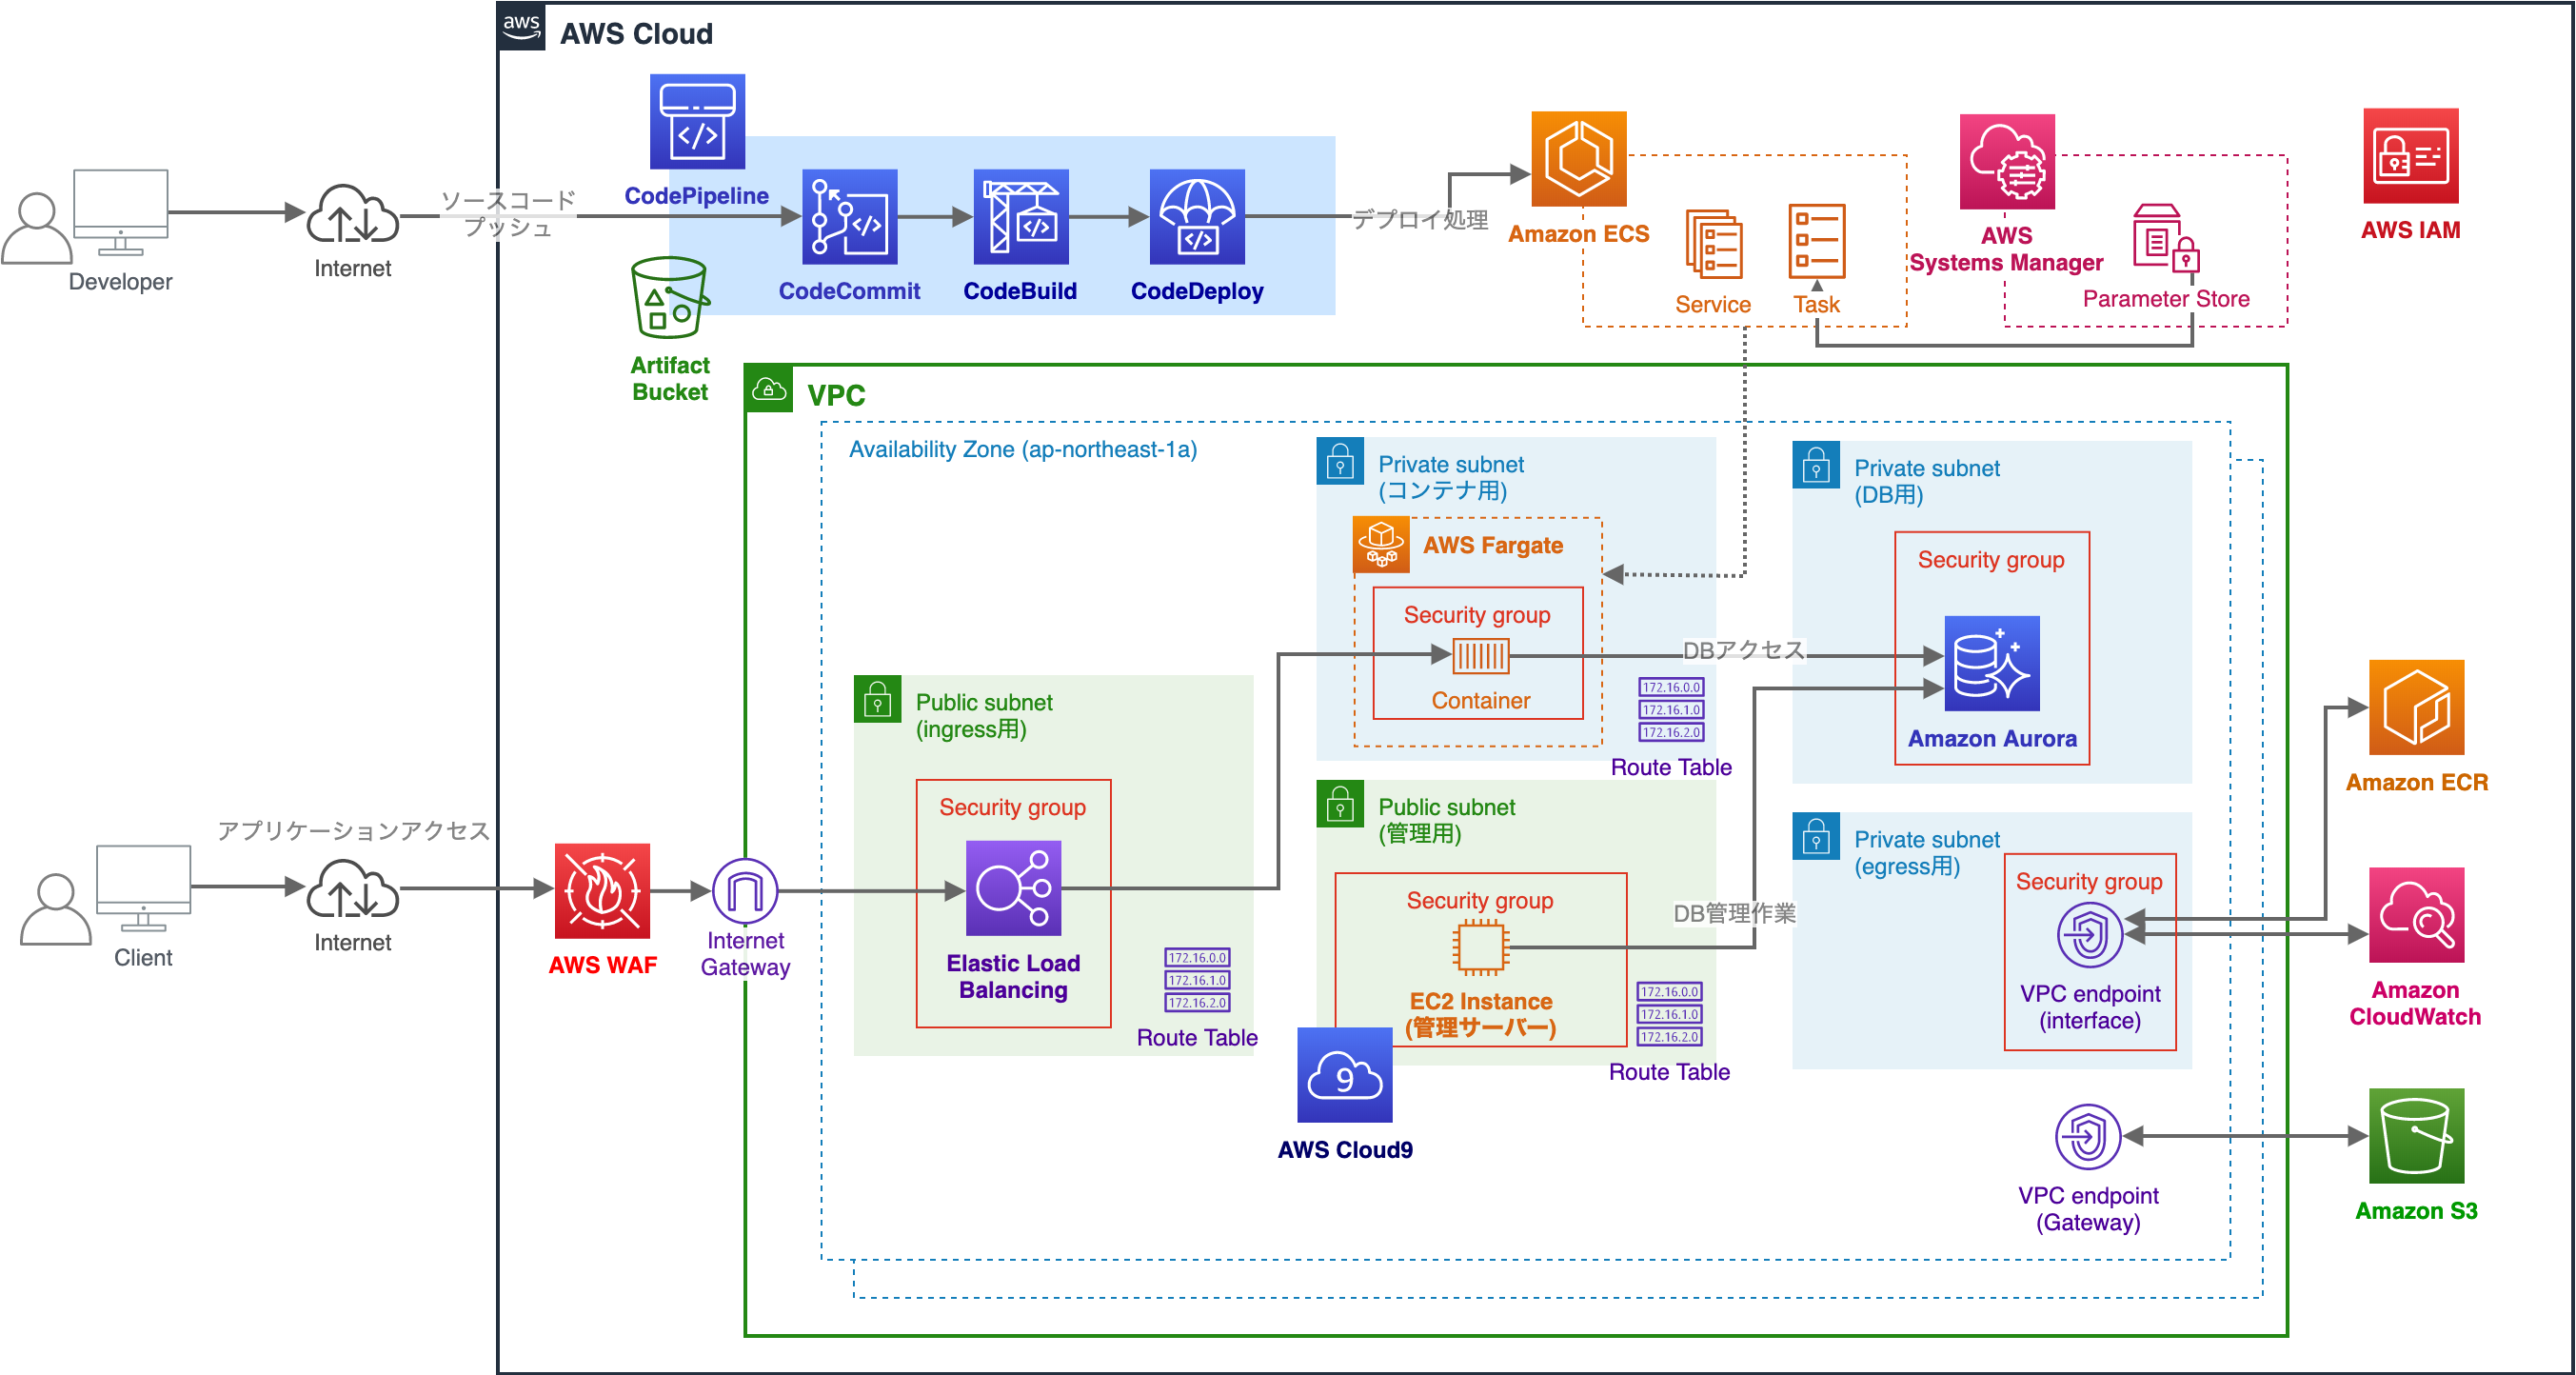 aws
AWS Cloud
CodePipeline
ソースコード
プッシュ
Developer
Internet
CodeCommit
CodeBuild
CodeDeploy
デプロイ処理
Amazon ECS
Service
Task
AWS
Systems Manager
Parameter Store
AWS IAM
Artifact
Bucket
VPC
Availability Zone (ap-northeast-1a)
Private subnet
(コンテナ用)
AWS Fargate
Security group
Container
172.16.0.0
172.16.1.0
172.16.2.0
Route Table
DBアクセス
Private subnet
(DB用)
Security group
Amazon Aurora
Public subnet
(ingress用)
Security group
Elastic Load
Balancing
172.16.0.0
172.16.1.0
172.16.2.0
Route Table
アプリケーションアクセス
Client
Internet
AWS WAF
Internet
Gateway
Public subnet
(管理用)
Security group
EC2 Instance
(管理サーバー)
172.16.0.0
172.16.1.0
172.16.2.0
Route Table
9
AWS Cloud9
DB管理作業
Private subnet
(egress用)
Security group
VPC endpoint
(interface)
VPC endpoint
(Gateway)
Amazon ECR
Amazon
CloudWatch
Amazon S3